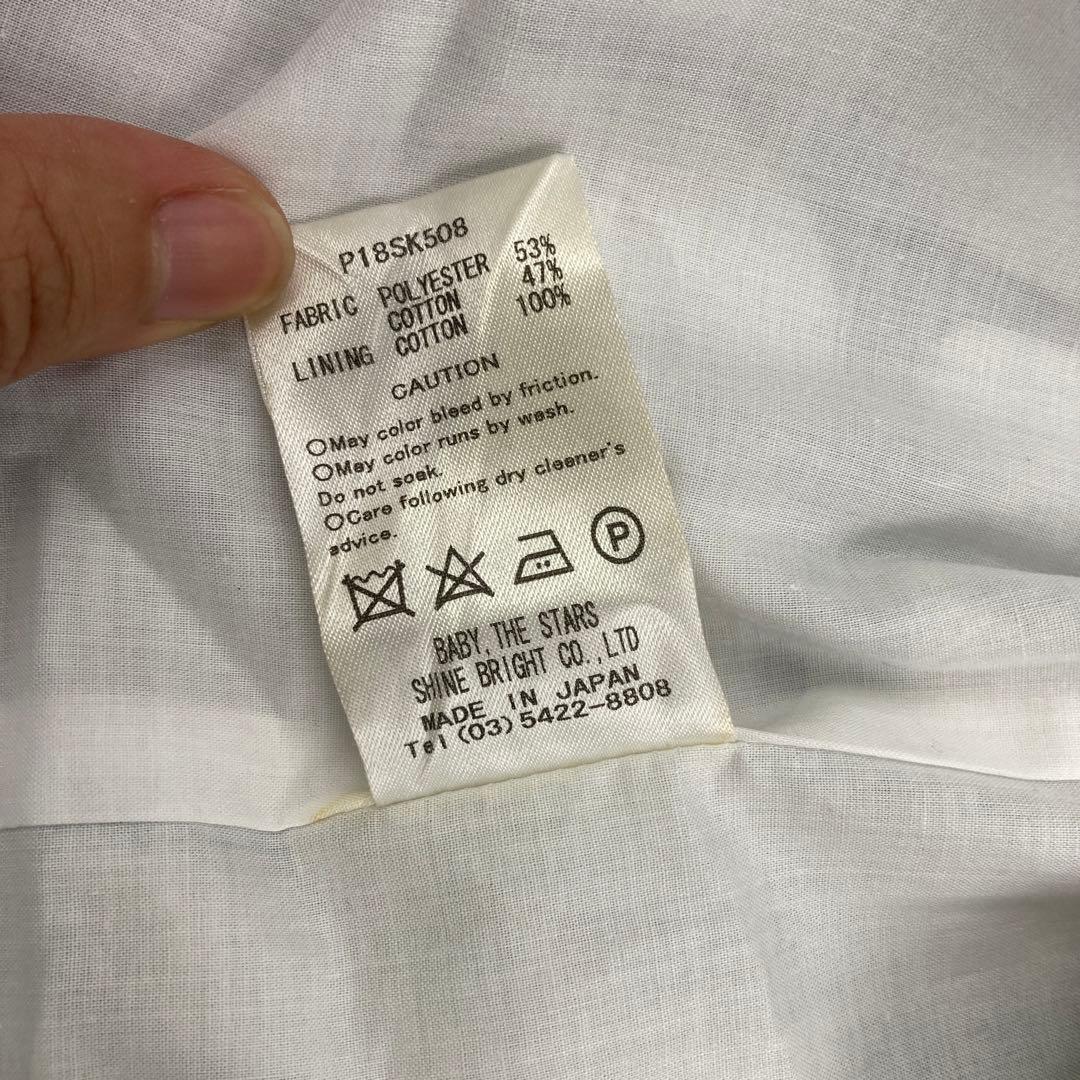 P18SK508
FABRIC POLYESTER 53%
COTTON 47%
LINING COTTON 100%
CAUTION
○May color bleed by friction.
○May color runs by wash.
Do not soak.
○Care following dry cleaner's
advice.
P
BABY, THE STARS
SHINE BRIGHT CO.,LTD
MADE IN JAPAN
Tel (03) 5422-8808